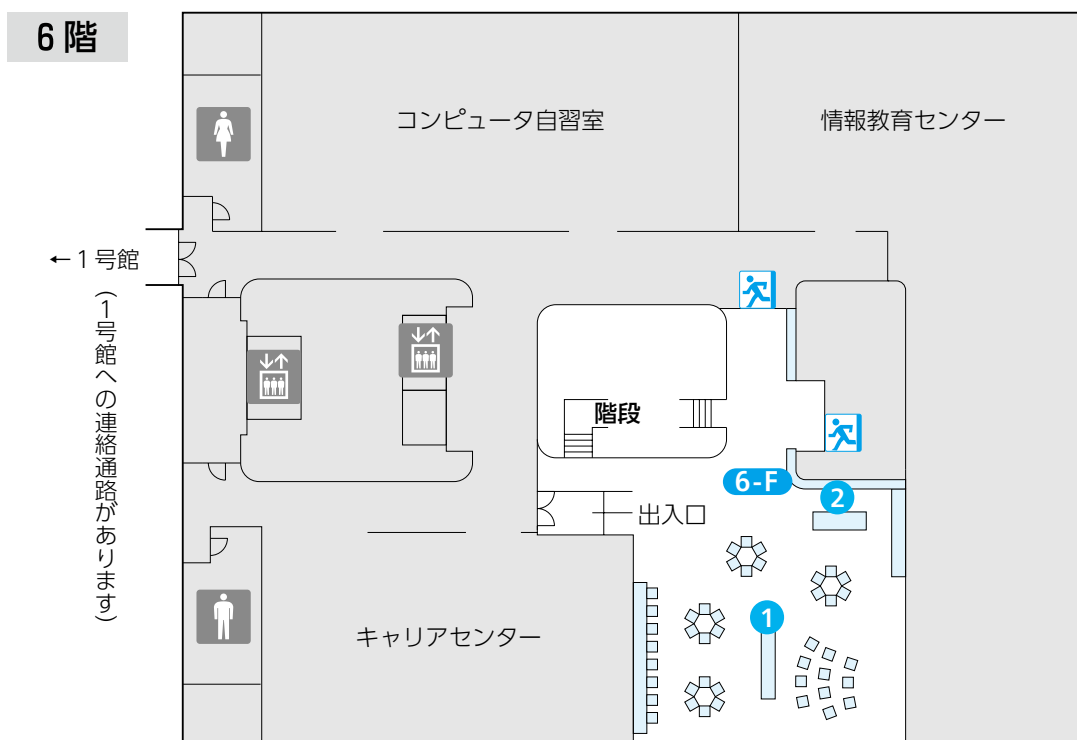 6階
コンピュータ自習室
情報教育センター
←1号館
(1号館への連絡通路があります)
階段
6-F
2
出入口
1
キャリアセンター